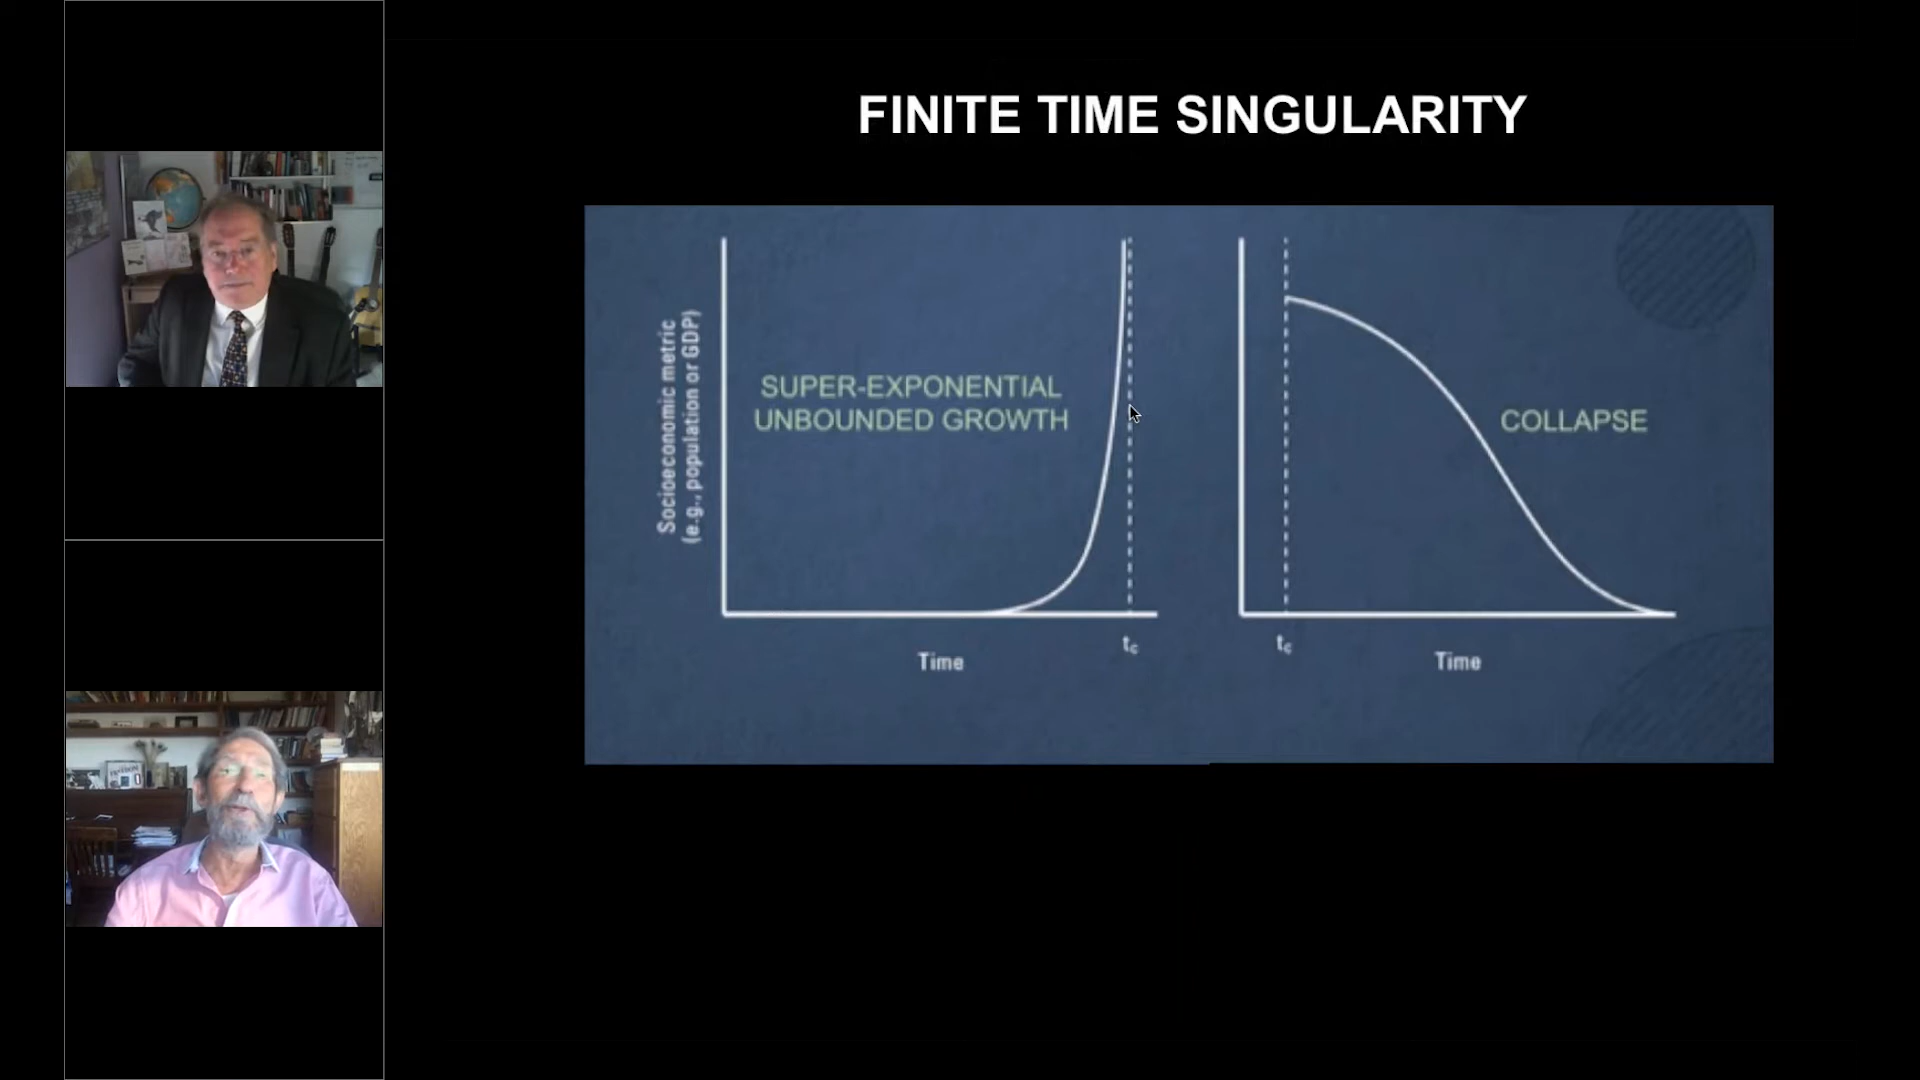 FINITE TIME SINGULARITY
Socioeconomic metric
(e.g., population or GDP)
SUPER-EXPONENTIAL
UNBOUNDED GROWTH
tc
Time
COLLAPSE
tc
Time